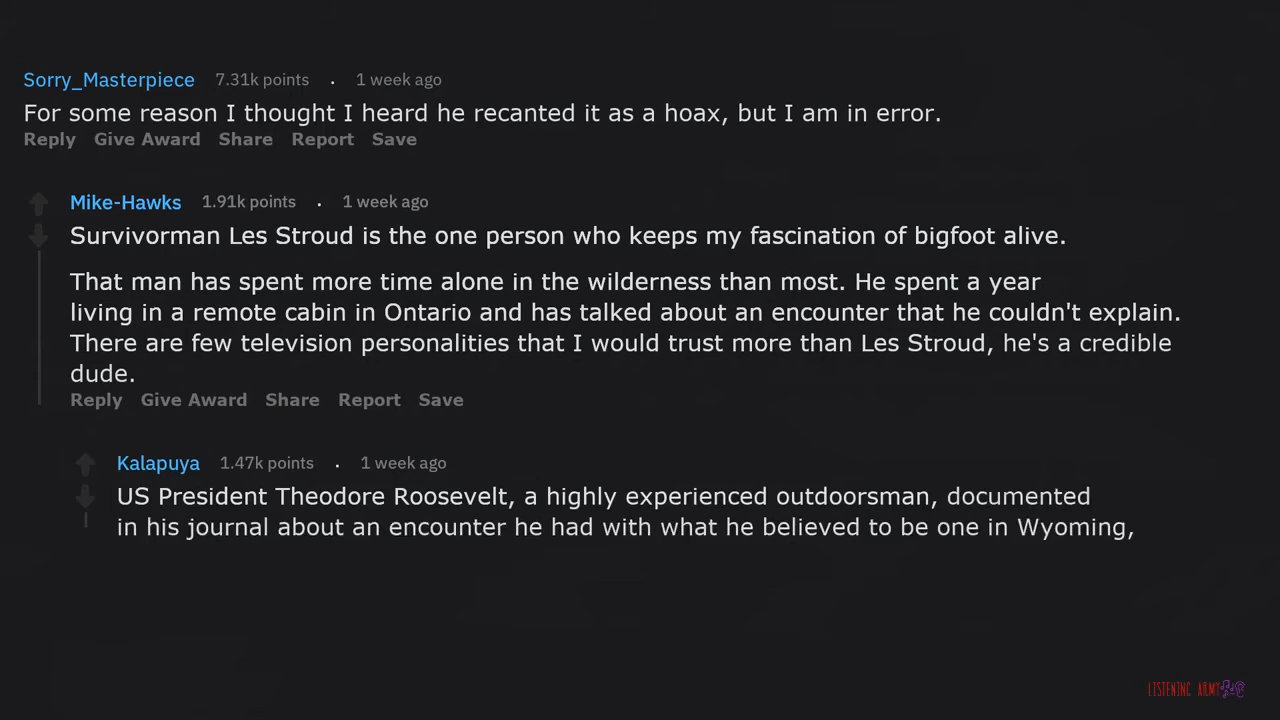 Sorry_Masterpiece 7.31k points . 1 week ago
For some reason I thought I heard he recanted it as a hoax, but I am in error.
Reply Give Award Share Report Save
Mike-Hawks 1.91k points . 1 week ago
Survivorman Les Stroud is the one person who keeps my fascination of bigfoot alive.
That man has spent more time alone in the wilderness than most. He spent a year
living in a remote cabin in Ontario and has talked about an encounter that he couldn't explain.
There are few television personalities that I would trust more than Les Stroud, he's a credible
dude.
Reply Give Award Share Report Save
Kalapuya 1.47k points . 1 week ago
US President Theodore Roosevelt, a highly experienced outdoorsman, documented
in his journal about an encounter he had with what he believed to be one in Wyoming,
LISTENING ARMY